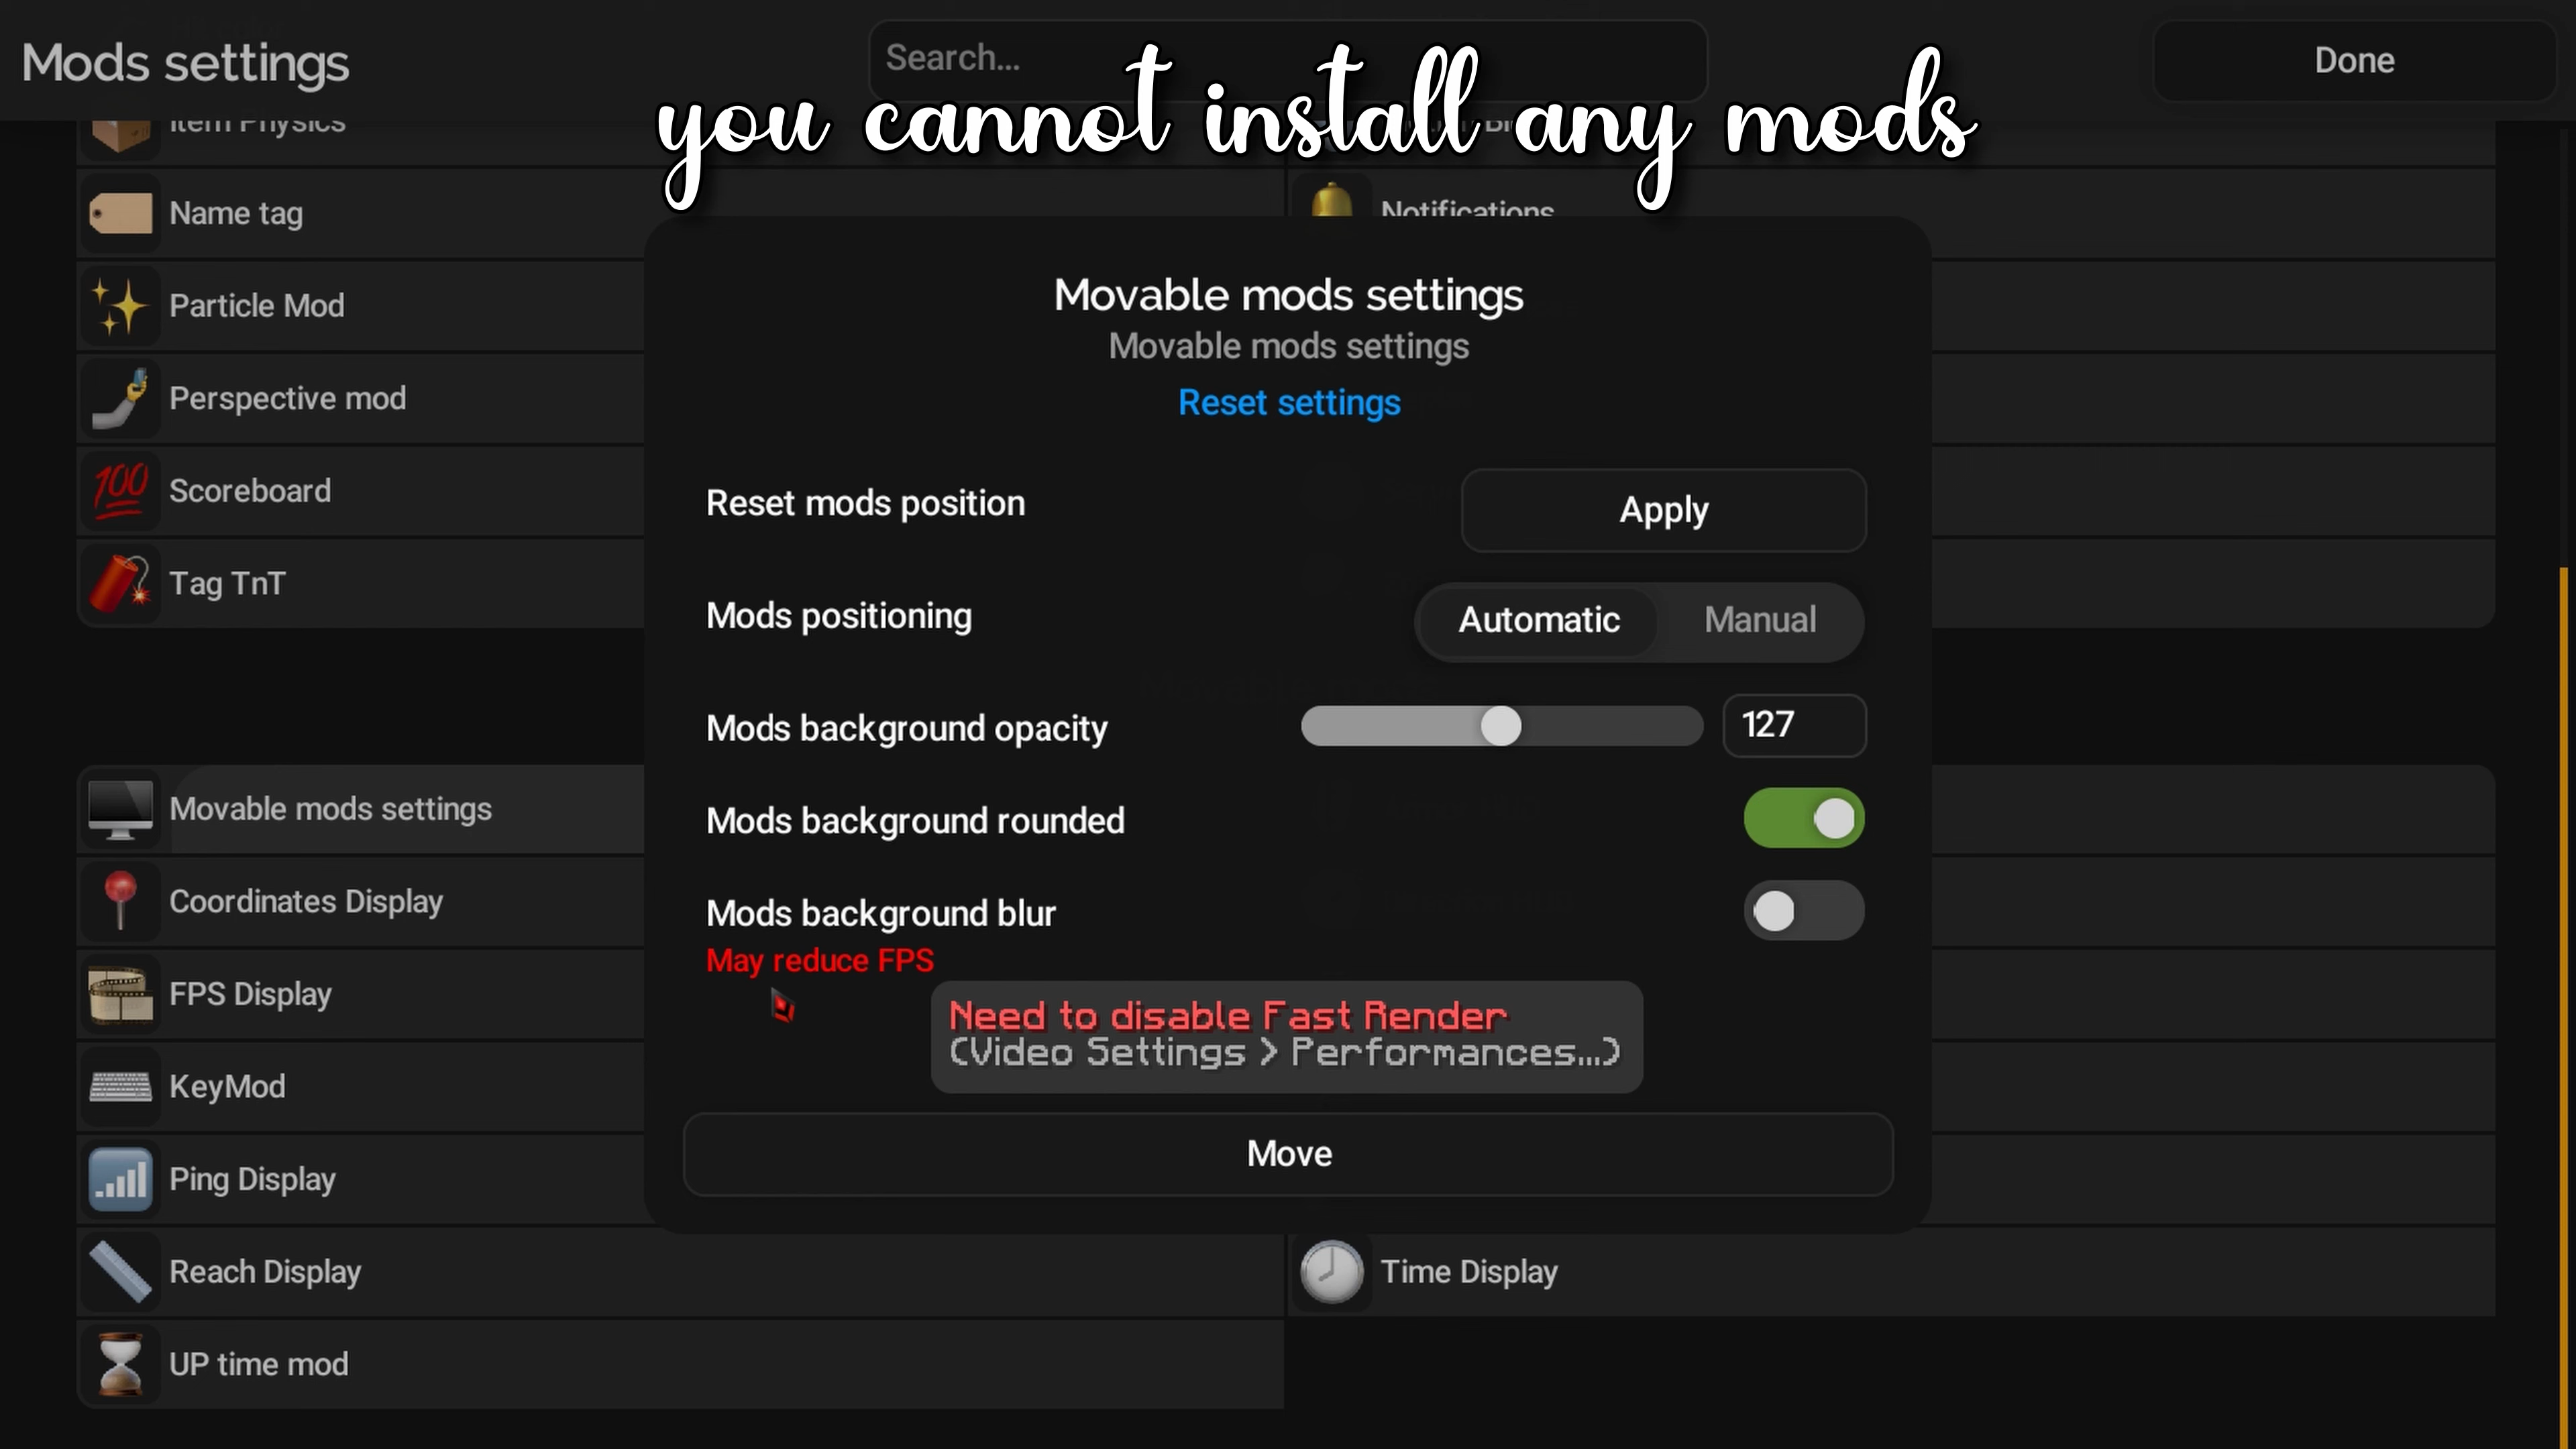 Mods settings
Search...
Done
you cannot install any mods
Item Physics
Name tag
Notifications
Particle Mod
Perspective mod
Scoreboard
Tag TnT
Movable mods settings
Movable mods settings
Reset settings
Reset mods position
Apply
Mods positioning
Automatic
Manual
Mods background opacity
127
Mods background rounded
Mods background blur
May reduce FPS
Need to disable Fast Render
(Video Settings > Performances...)
Move
Movable mods settings
Coordinates Display
FPS Display
KeyMod
Ping Display
Reach Display
Time Display
UP time mod